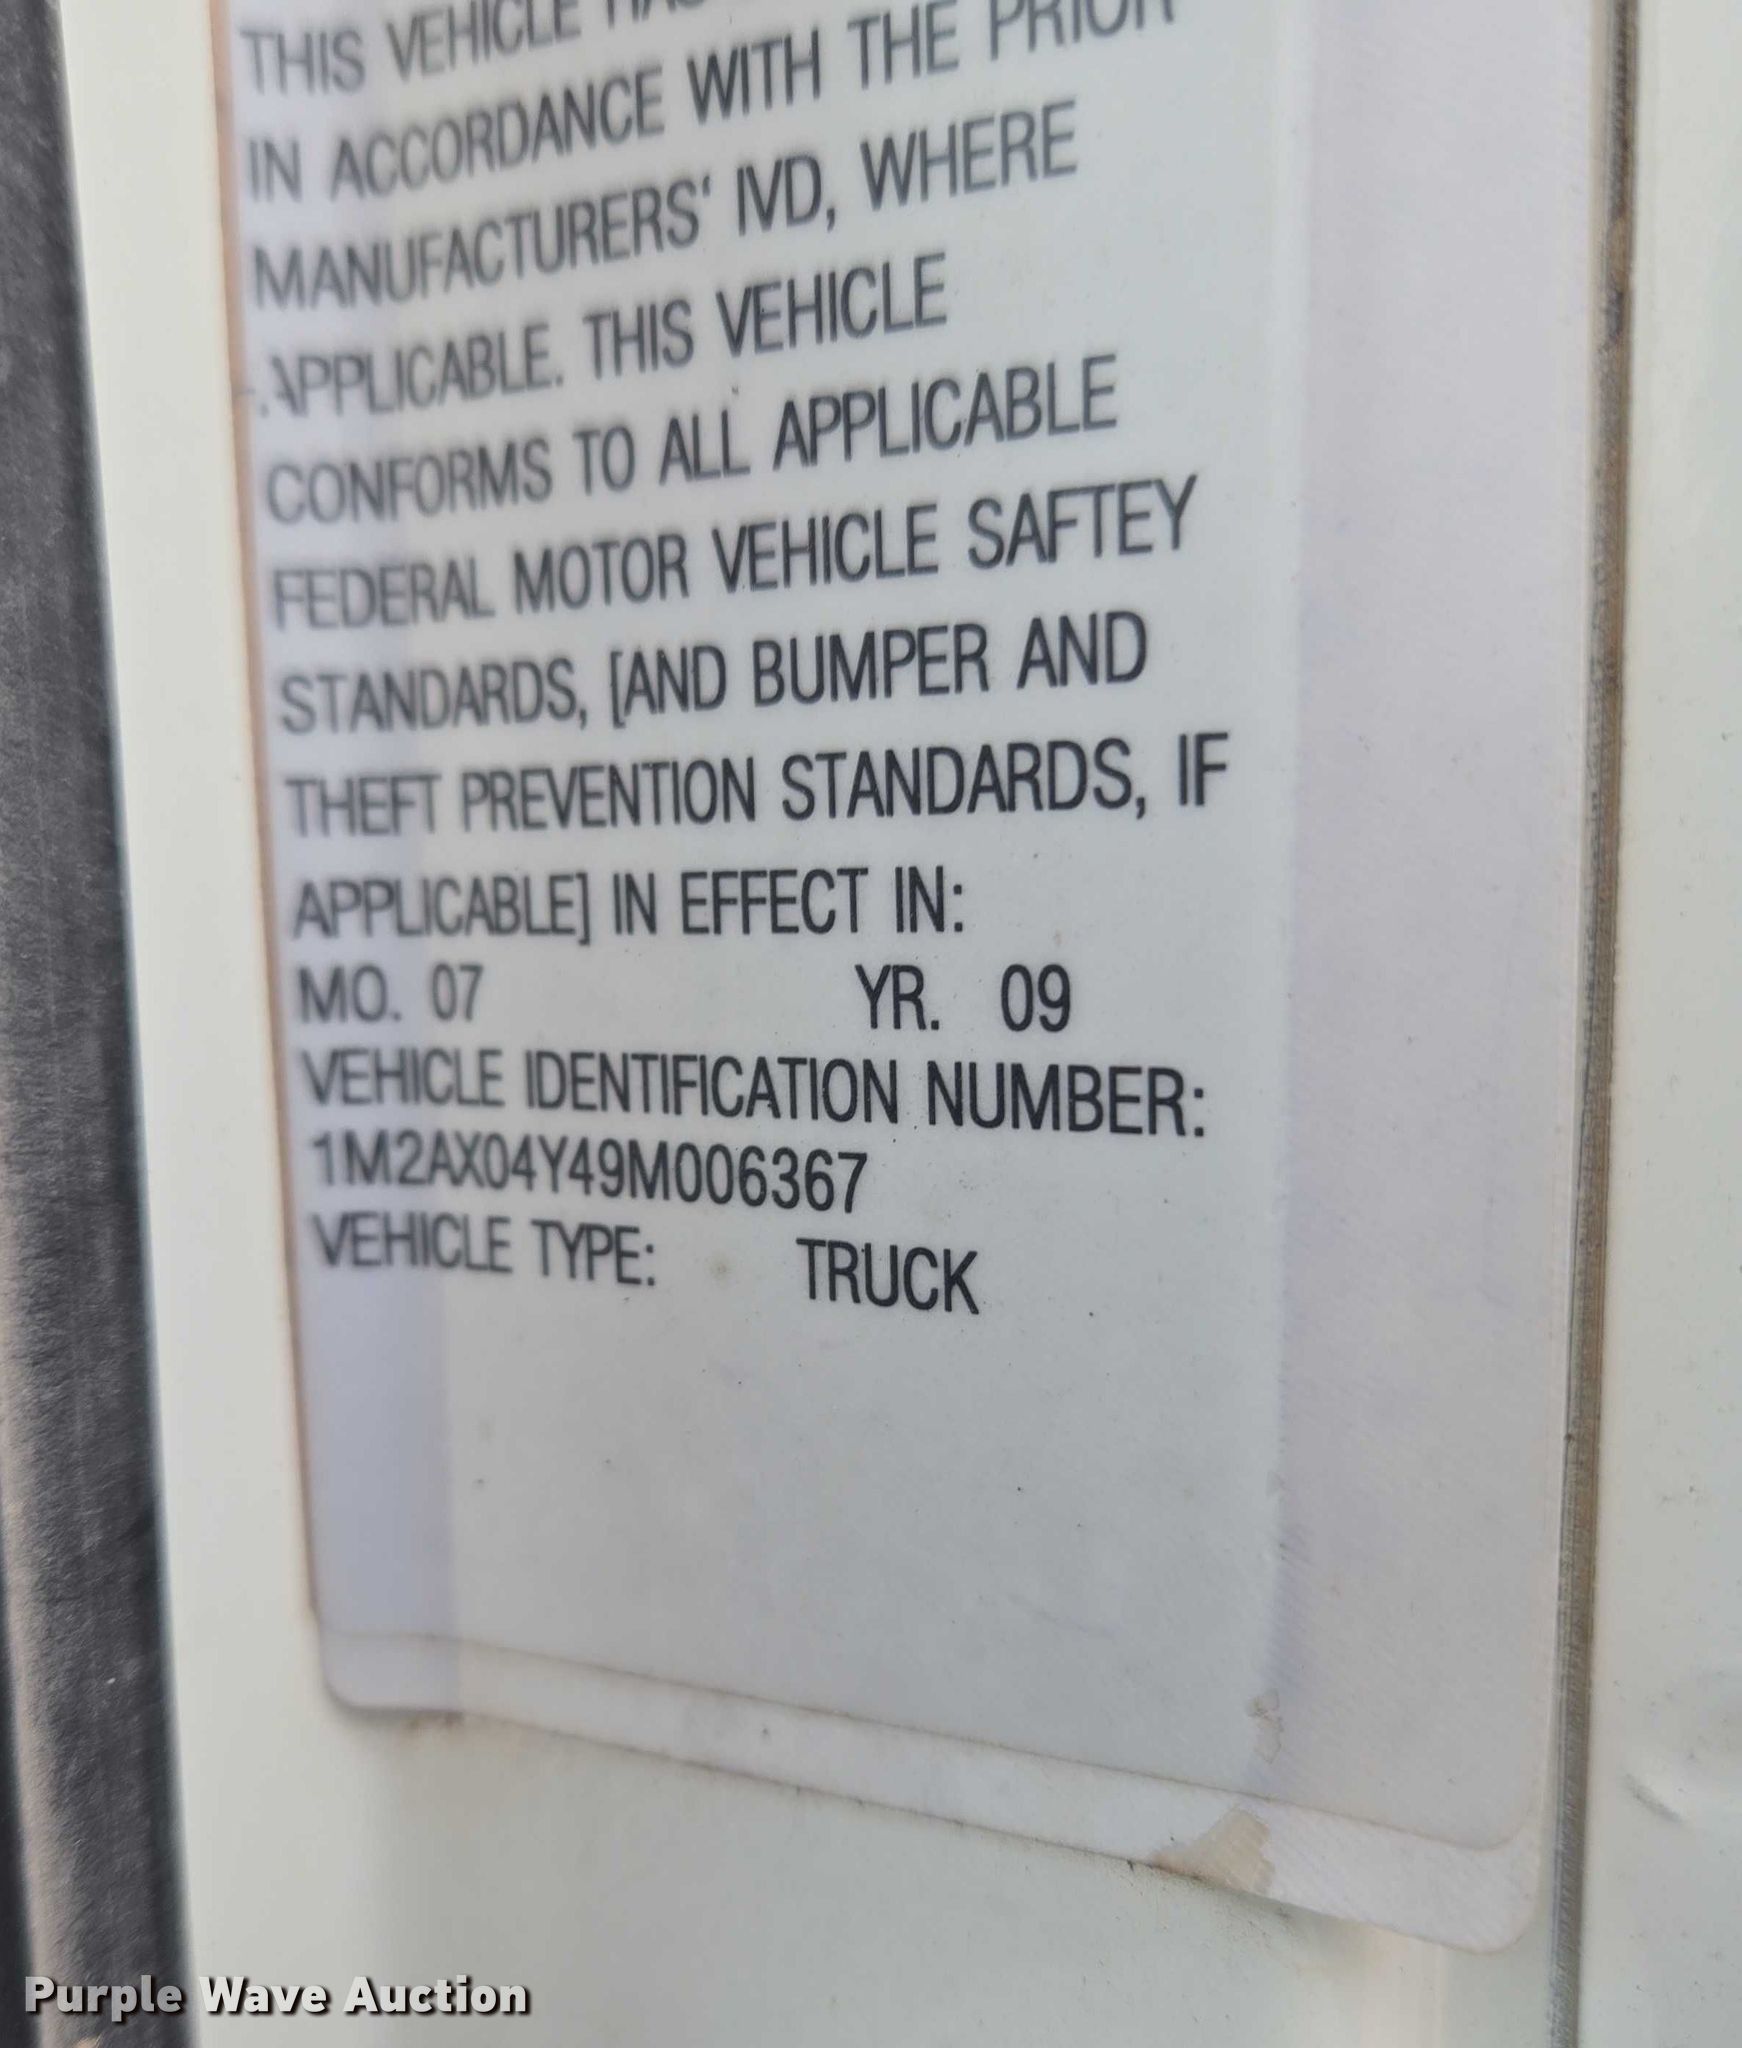 THIS VEHICLE
IN ACCORDANCE WITH THE PRIOR
MANUFACTURERS' IVD, WHERE
APPLICABLE. THIS VEHICLE
CONFORMS TO ALL APPLICABLE
FEDERAL MOTOR VEHICLE SAFTEY
STANDARDS, [AND BUMPER AND
THEFT PREVENTION STANDARDS, IF
APPLICABLE] IN EFFECT IN:
MO. 07 YR. 09
VEHICLE IDENTIFICATION NUMBER:
1M2AX04Y49M006367
VEHICLE TYPE: TRUCK
Purple Wave Auction